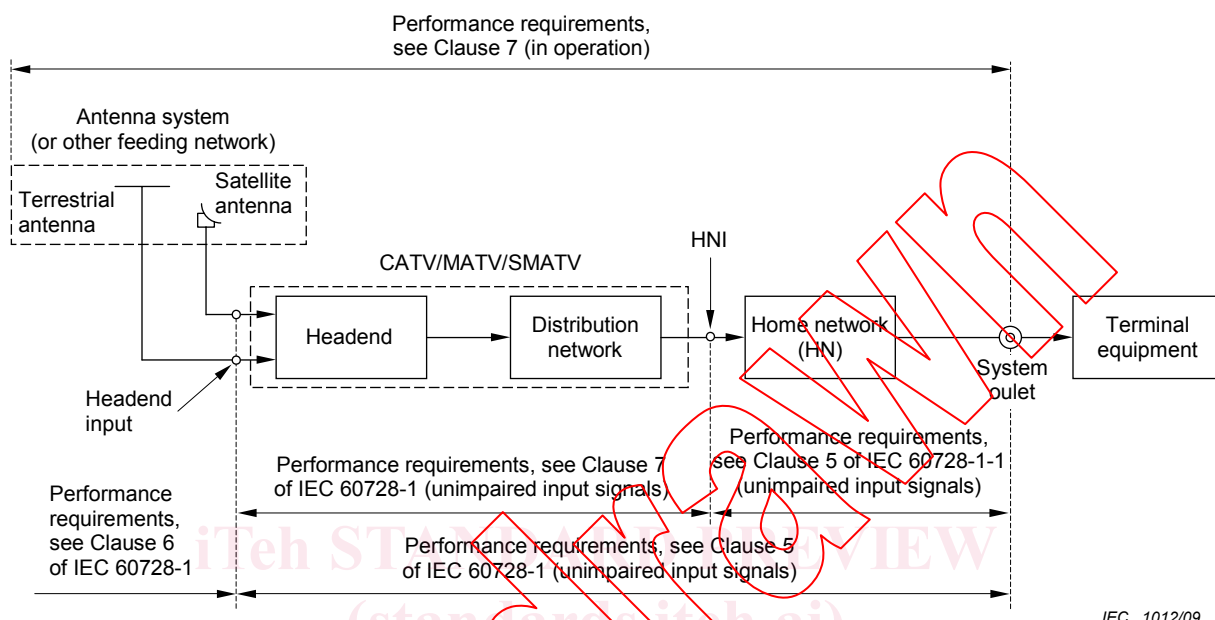 Performance requirements,
see Clause 7 (in operation)
Antenna system
(or other feeding network)
Terrestrial
antenna
Satellite
antenna
HNI
CATV/MATV/SMATV
Headend
Distribution
network
Home network
(HN)
System
oulet
Terminal
equipment
Headend
input
Performance requirements, see Clause 7
of IEC 60728-1 (unimpaired input signals)
Performance requirements,
see Clause 5 of IEC 60728-1-1
(unimpaired input signals)
Performance
requirements,
see Clause 6
of IEC 60728-1
Performance requirements, see Clause 5
of IEC 60728-1 (unimpaired input signals)
iTeh STANDARD PREVIEW
(standards.iteh.ai)
IEC 1012/09